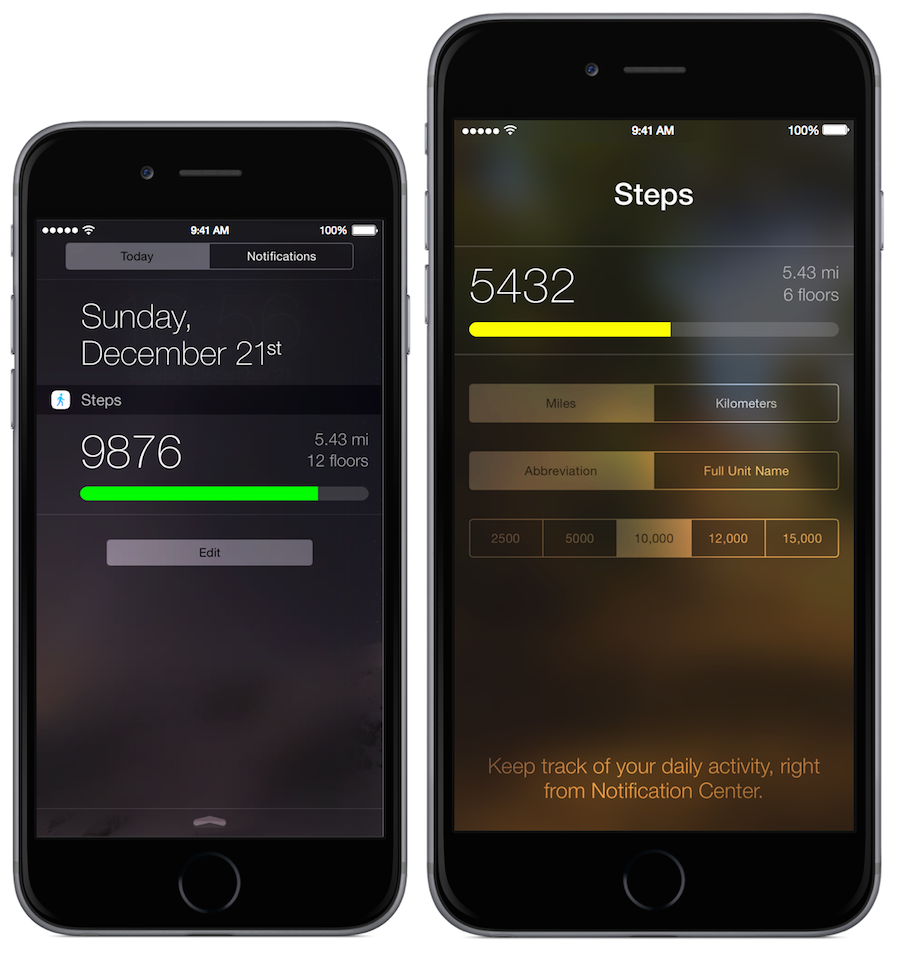 9:41 AM
100%
Today
Notifications
Sunday,
December 21st
Steps
9876
5.43 mi
12 floors
Edit
9:41 AM
100%
Steps
5432
5.43 mi
6 floors
Miles
Kilometers
Abbreviation
Full Unit Name
2500
5000
10,000
12,000
15,000
Keep track of your daily activity, right
from Notification Center.